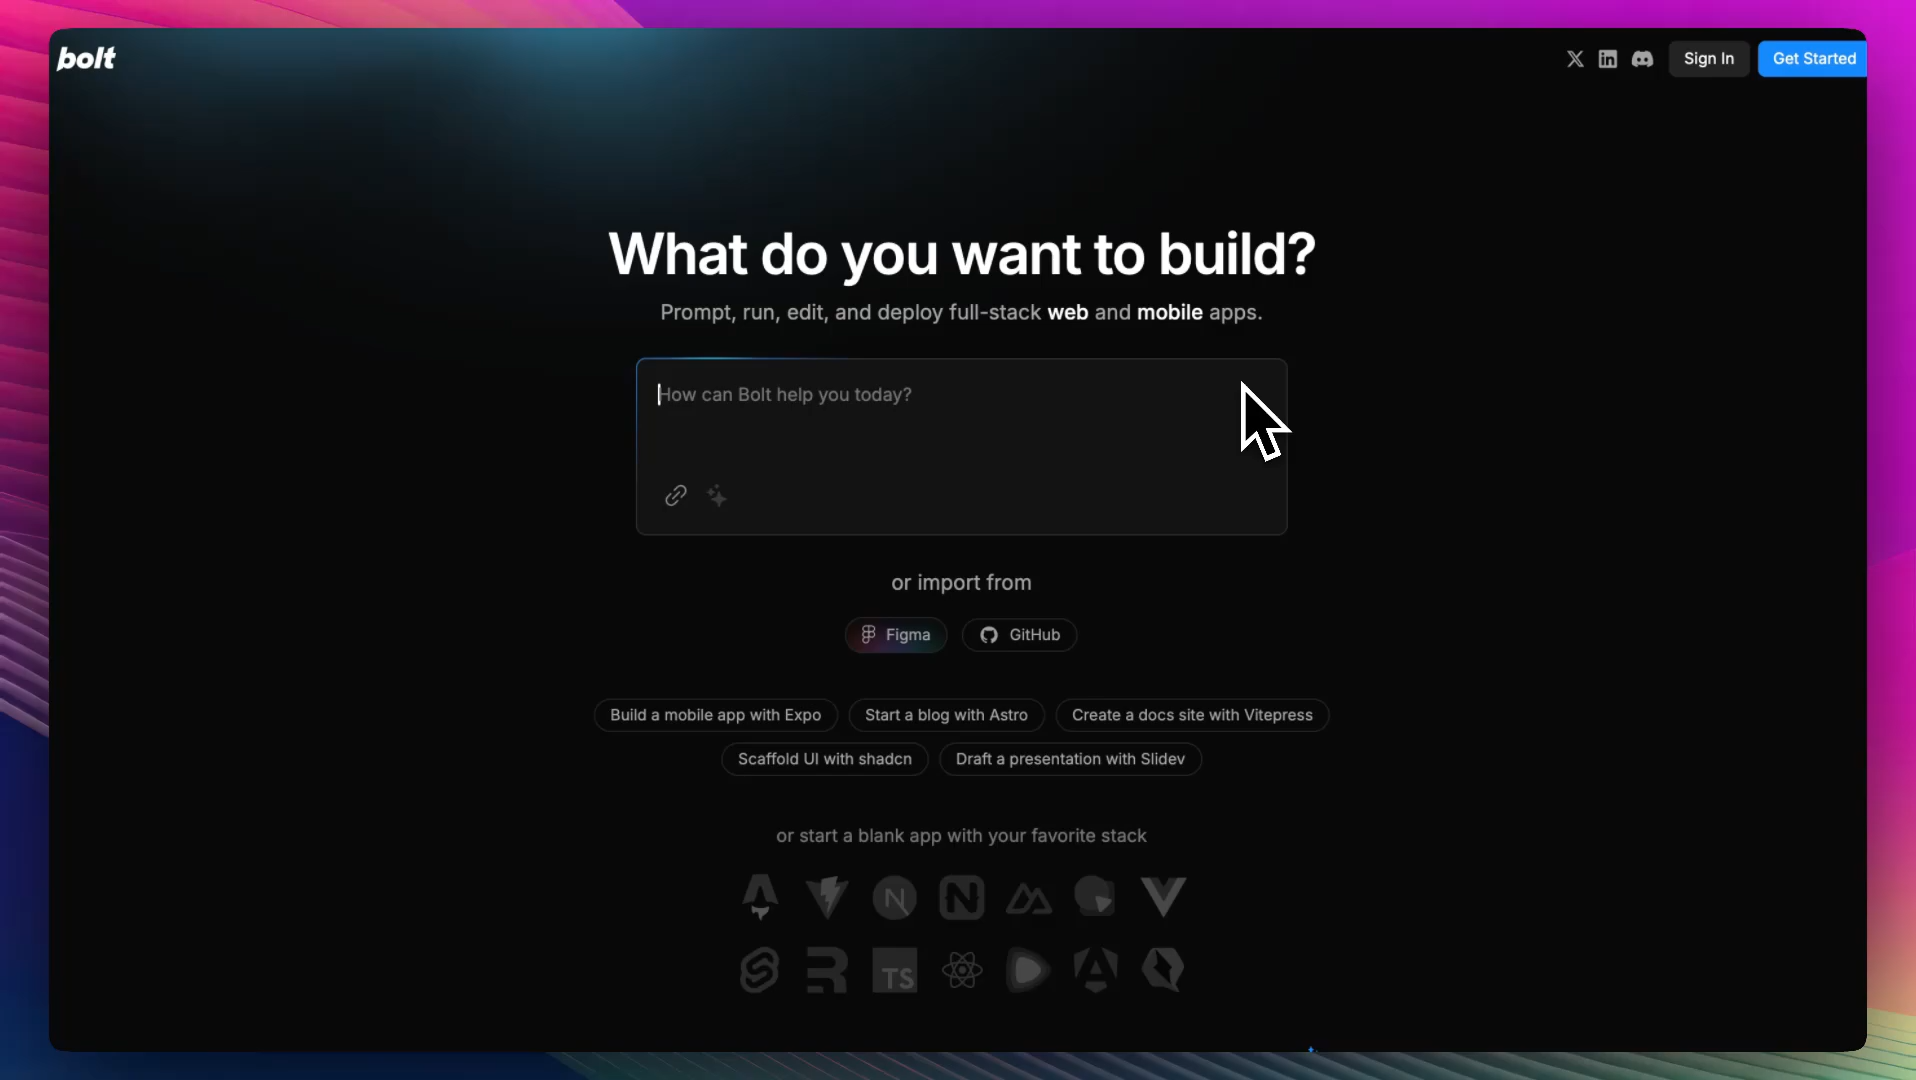 bolt
Sign In
Get Started
What do you want to build?
Prompt, run, edit, and deploy full-stack web and mobile apps.
How can Bolt help you today?
or import from
Figma
GitHub
Build a mobile app with Expo
Start a blog with Astro
Create a docs site with Vitepress
Scaffold UI with shadcn
Draft a presentation with Slidev
or start a blank app with your favorite stack
TS